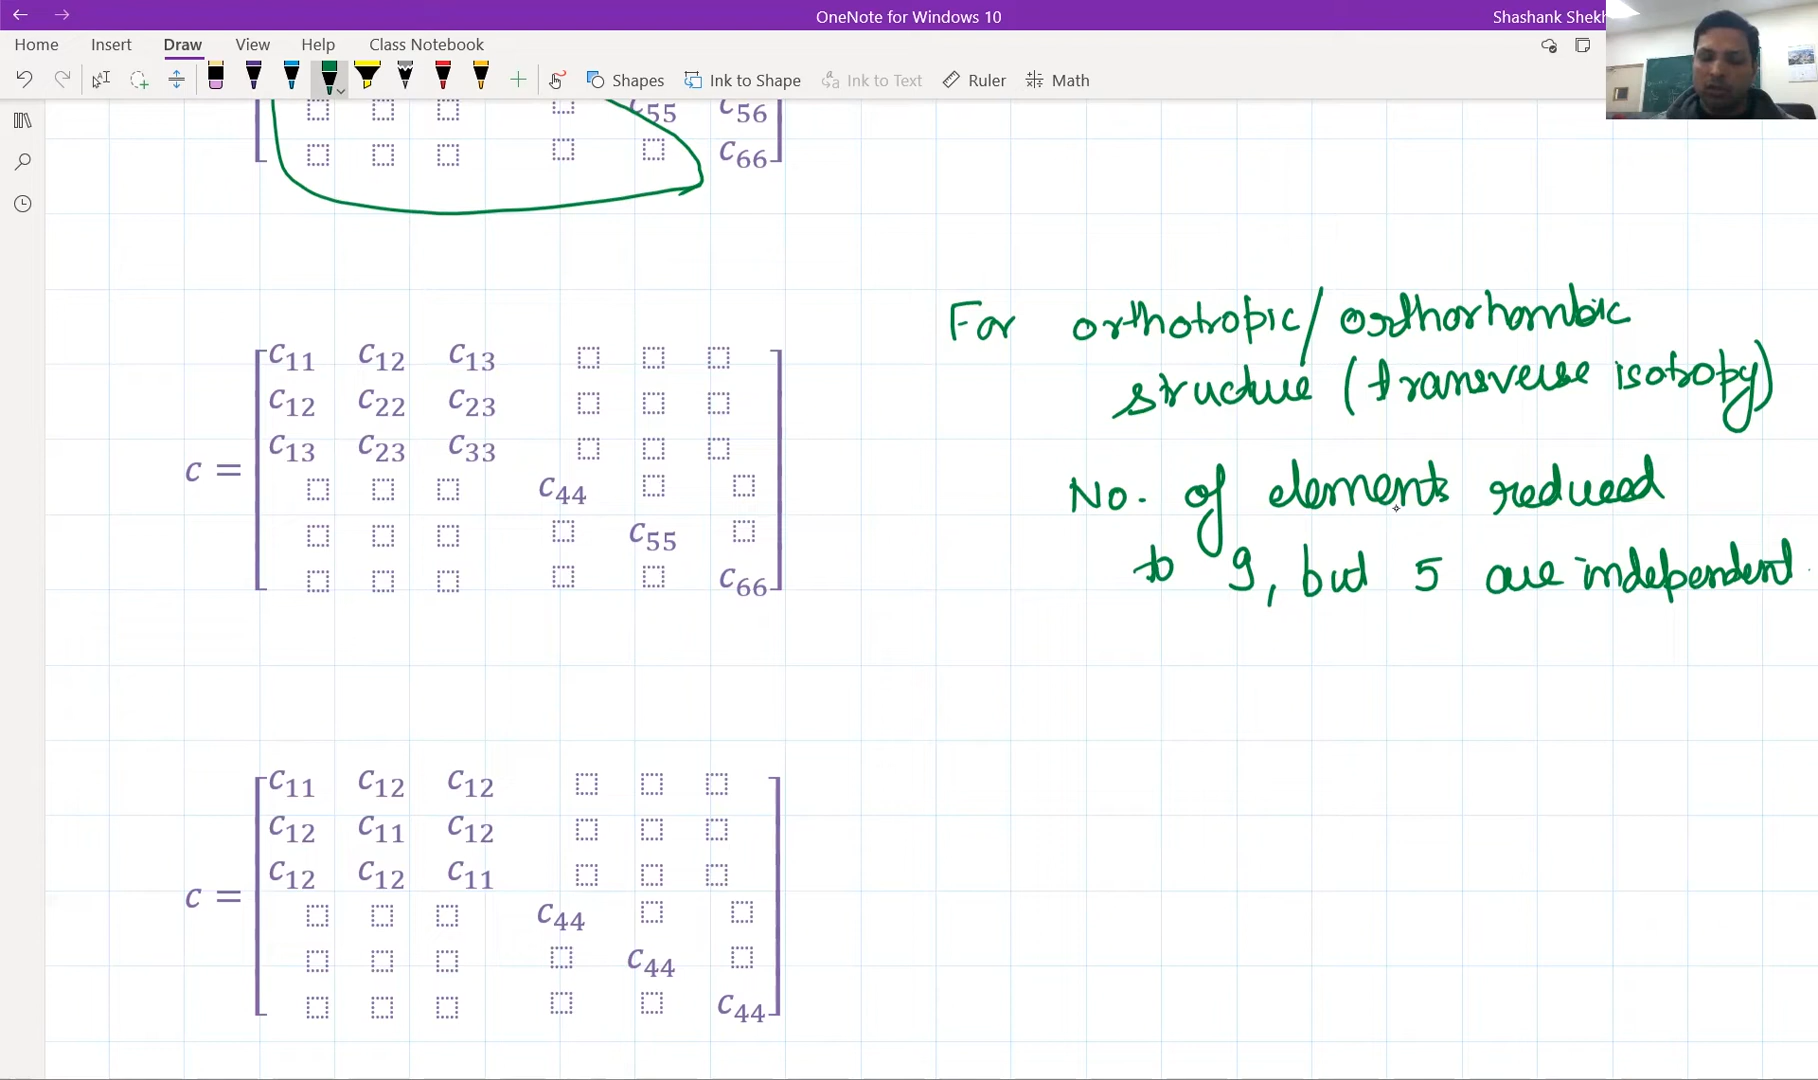 OneNote for Windows 10
Shashank Shekh
Home Insert Draw View Help Class Notebook
Shapes Ink to Shape Ink to Text Ruler Math
c55 c56
c66
For orthotropic/orthorhombic
structure (transverse isotropy)
No. of elements reduced
to 9, but 5 are independent.
c =
c11 c12 c13
c12 c22 c23
c13 c23 c33
c44
c55
c66
c =
c11 c12 c12
c12 c11 c12
c12 c12 c11
c44
c44
c44